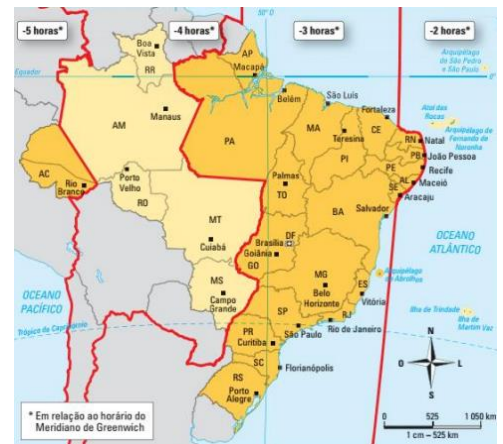 -5 horas*
-4 horas*
50° O
-3 horas*
-2 horas*
Boa
Vista
RR
AP
Macapá
Equador
0°
Arquipélago
de São Pedro
e São Paulo
Belém
São Luís
Fortaleza
Atol das
Rocas
Arquipélago
de Fernando
de Noronha
Manaus
AM
PA
MA
Teresina
CE
RN
Natal
PB
João Pessoa
PI
PE
Recife
AL
Maceió
SE
Aracaju
AC
Rio
Branco
Porto
Velho
RO
Palmas
TO
BA
Salvador
MT
Cuiabá
DF
Brasília
Goiânia
GO
OCEANO
ATLÂNTICO
MG
Belo
Horizonte
ES
Vitória
Arquipélago
de Abrolhos
MS
Campo
Grande
OCEANO
PACÍFICO
SP
RJ
Rio de Janeiro
São Paulo
Ilha de Trindade
Ilhas de
Martim Vaz
Trópico de Capricórnio
PR
Curitiba
SC
Florianópolis
RS
Porto
Alegre
N
O
L
S
* Em relação ao horário do
Meridiano de Greenwich
0
525
1 050 km
1 cm – 525 km